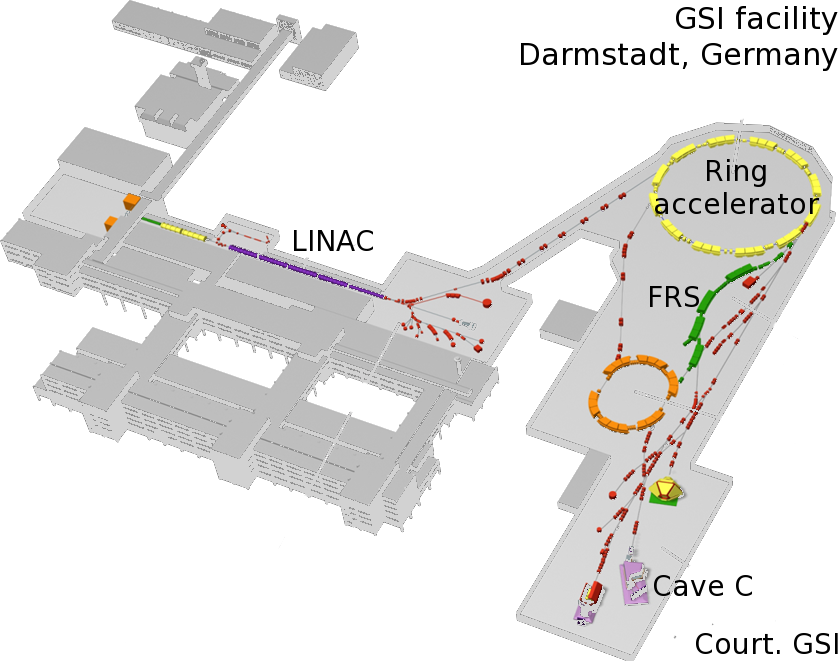 GSI facility
Darmstadt, Germany
Ring
accelerator
LINAC
FRS
Cave C
Court. GSI